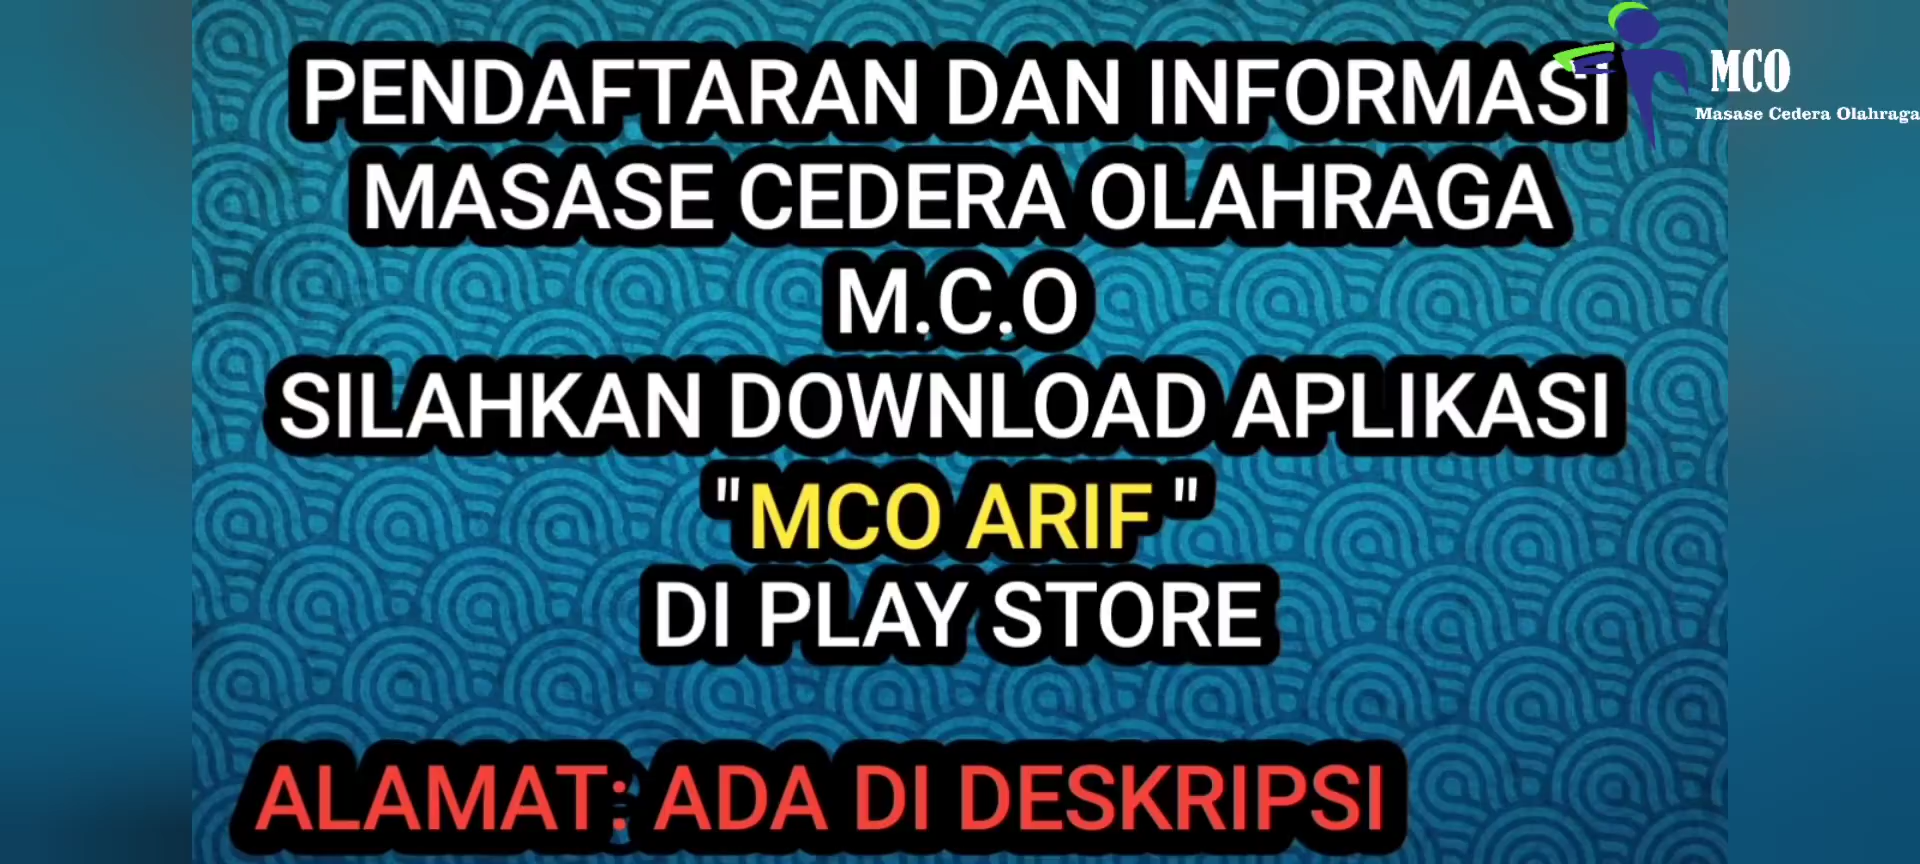 PENDAFTARAN DAN INFORMASI
MASASE CEDERA OLAHRAGA
M.C.O
SILAHKAN DOWNLOAD APLIKASI
"MCO ARIF "
DI PLAY STORE
ALAMAT: ADA DI DESKRIPSI
MCO
Masase Cedera Olahraga